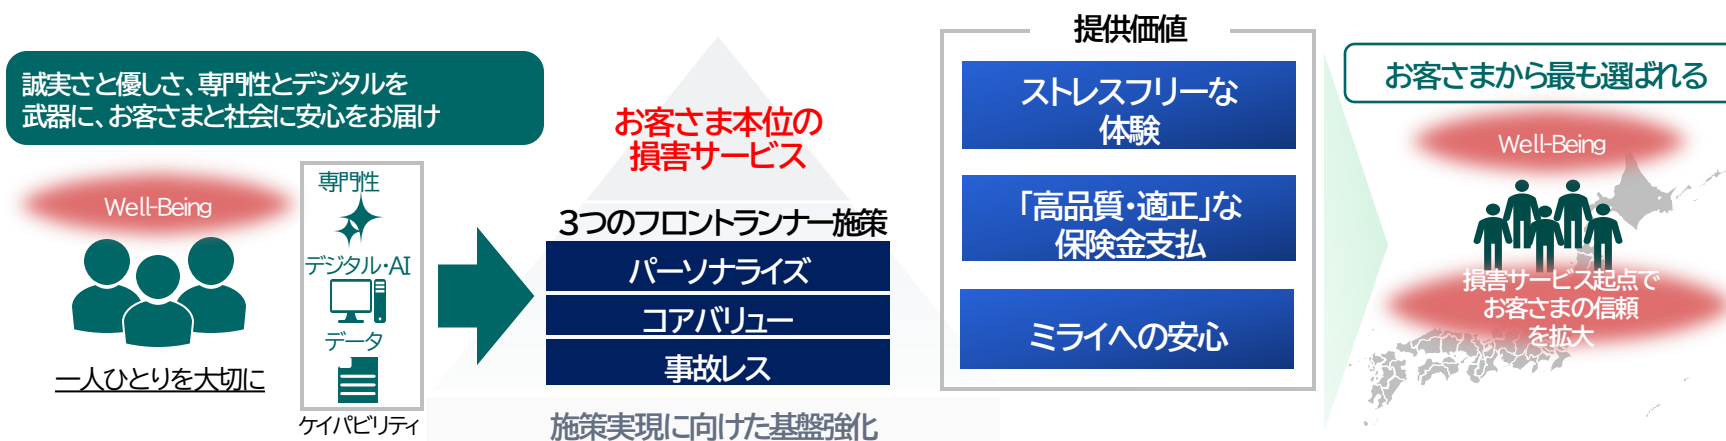 誠実さと優しさ、専門性とデジタルを
武器に、お客さまと社会に安心をお届け
Well-Being
一人ひとりを大切に
専門性
デジタル・AI
データ
ケイパビリティ
お客さま本位の
損害サービス
3つのフロントランナー施策
パーソナライズ
コアバリュー
事故レス
施策実現に向けた基盤強化
提供価値
ストレスフリーな
体験
「高品質・適正」な
保険金支払
ミライへの安心
お客さまから最も選ばれる
Well-Being
損害サービス起点で
お客さまの信頼
を拡大